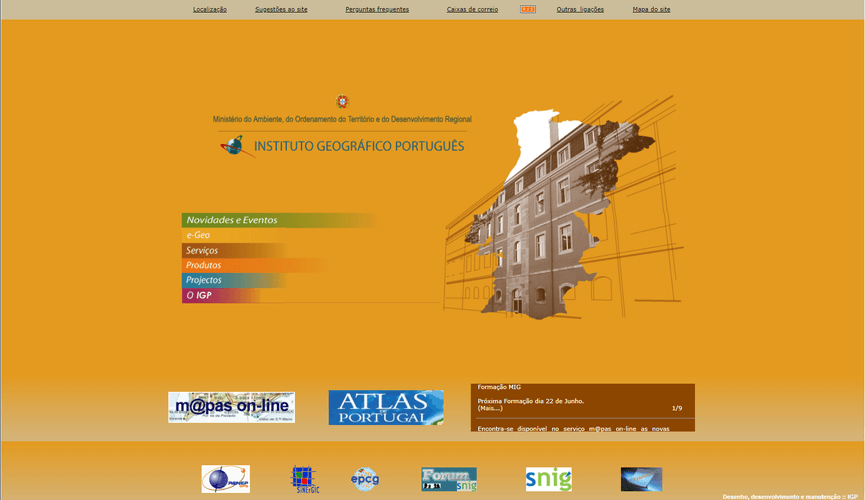 Localização
Sugestões ao site
Perguntas frequentes
Caixas de correio
RSS
Outras ligações
Mapa do site
Ministério do Ambiente, do Ordenamento do Território e do Desenvolvimento Regional
INSTITUTO GEOGRÁFICO PORTUGUÊS
Novidades e Eventos
e-Geo
Serviços
Produtos
Projectos
O IGP
m@pas on-line
ATLAS
DE PORTUGAL
Formação MIG
Próxima Formação dia 22 de Junho.
(Mais...)
1/9
Encontra-se disponível no serviço m@pas on-line as novas
SiNErGIC
epcg
Forum
snig
snig
Desenho, desenvolvimento e manutenção :: IGP